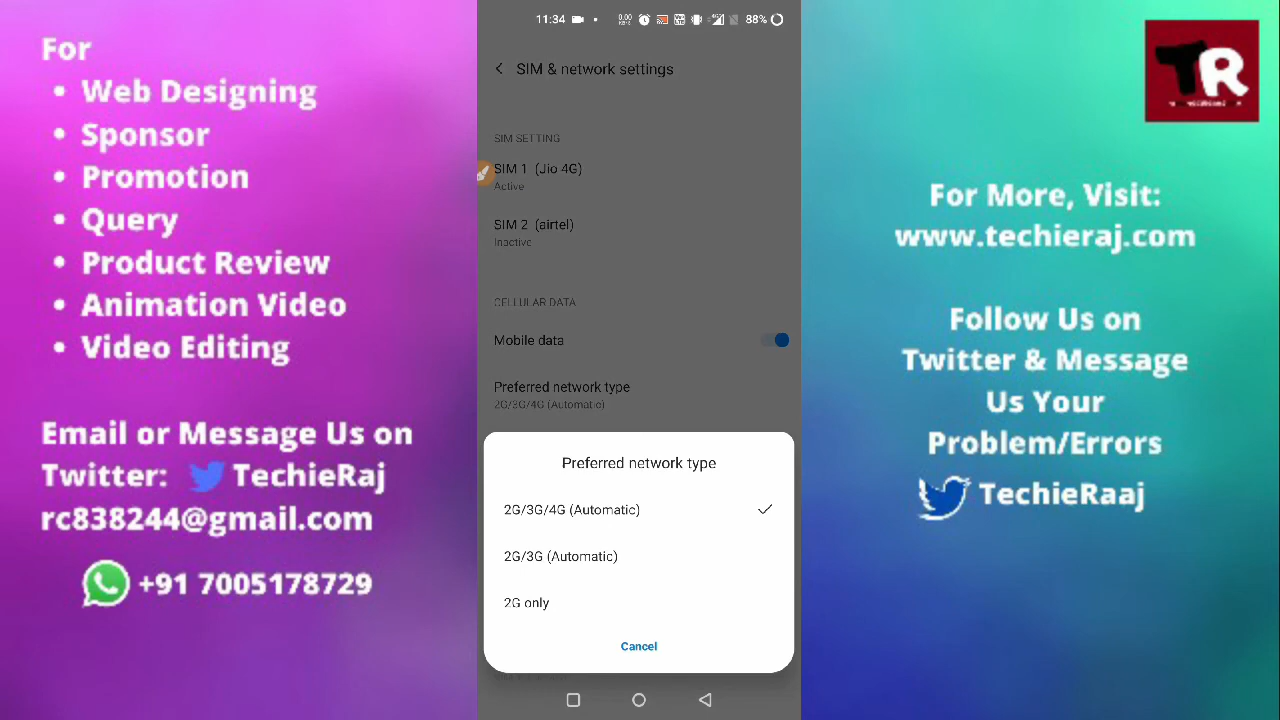 For
• Web Designing
• Sponsor
• Promotion
• Query
• Product Review
• Animation Video
• Video Editing
Email or Message Us on
Twitter: TechieRaj
rc838244@gmail.com
+91 7005178729
11:34
0.00
88%
SIM & network settings
SIM SETTING
SIM 1 (Jio 4G)
Active
SIM 2 (airtel)
Inactive
CELLULAR DATA
Mobile data
Preferred network type
2G/3G/4G (Automatic)
Preferred network type
2G/3G/4G (Automatic)
2G/3G (Automatic)
2G only
Cancel
TR
For More, Visit:
www.techieraj.com
Follow Us on
Twitter & Message
Us Your
Problem/Errors
TechieRaaj